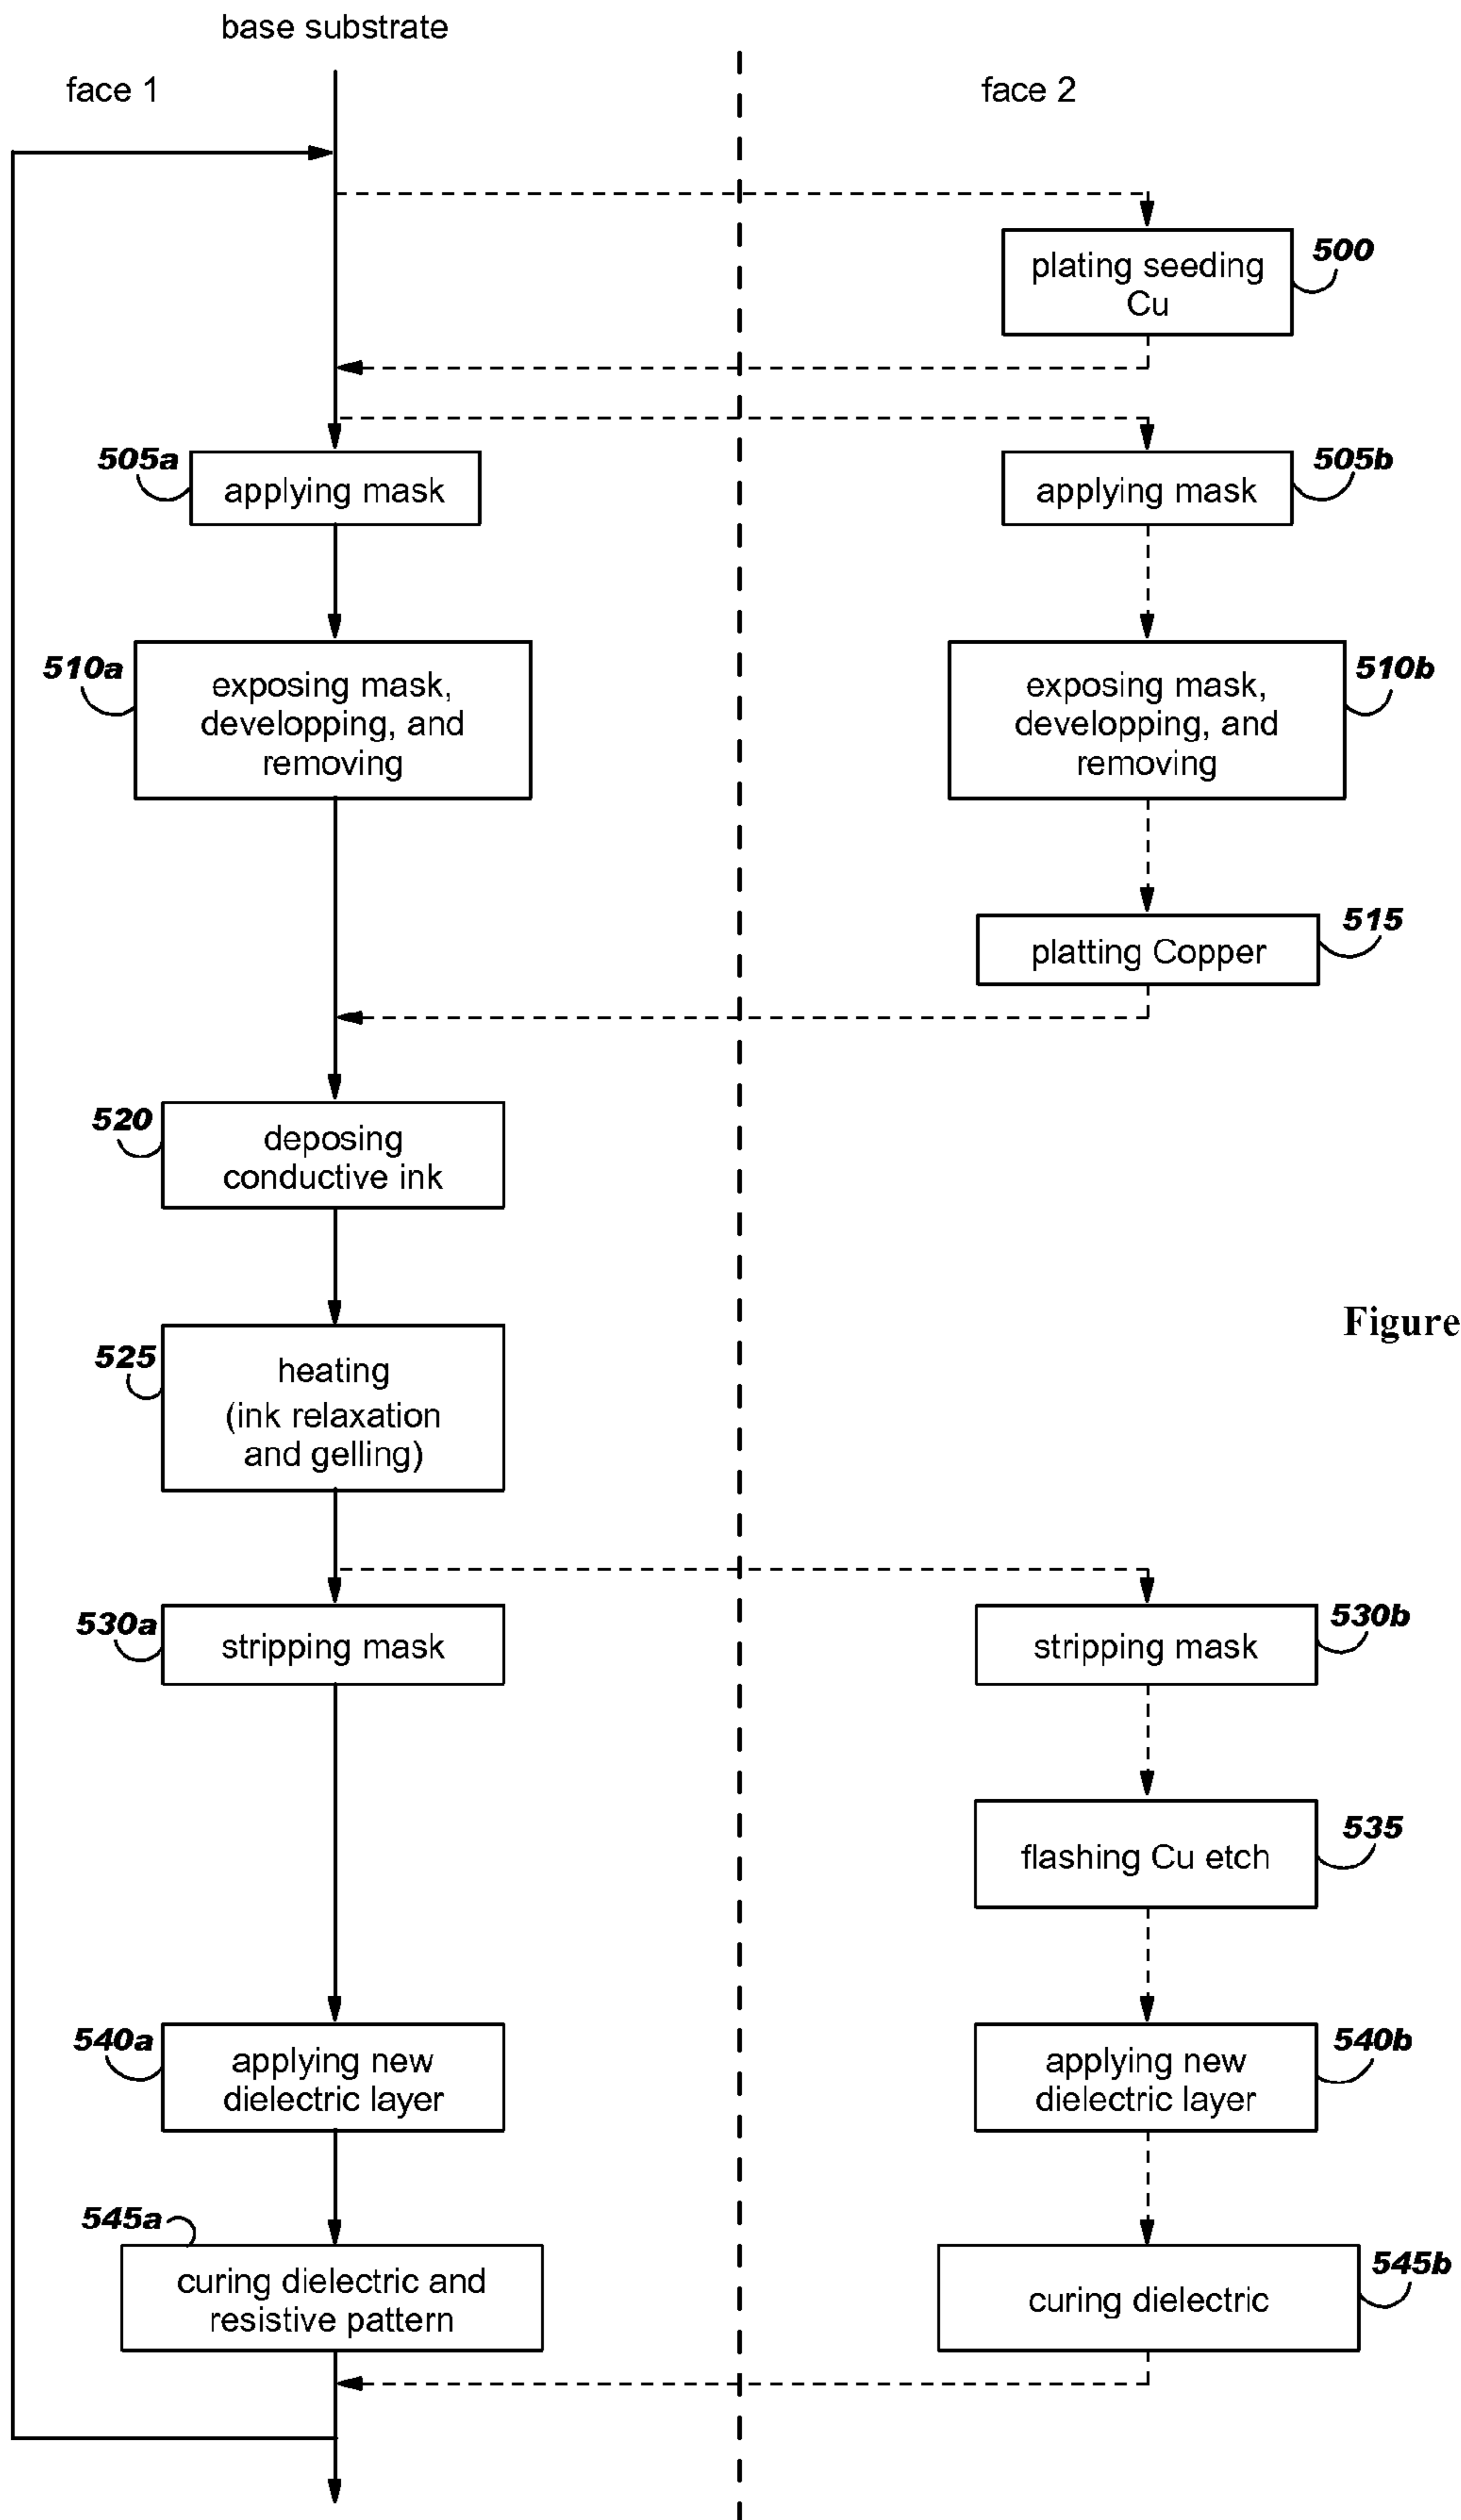 base substrate
face 1
face 2
plating seeding
Cu
500
505a
applying mask
applying mask
505b
510a
exposing mask,
developping, and
removing
exposing mask,
developping, and
removing
510b
platting Copper
515
520
deposing
conductive ink
Figure
525
heating
(ink relaxation
and gelling)
530a
stripping mask
stripping mask
530b
flashing Cu etch
535
540a
applying new
dielectric layer
applying new
dielectric layer
540b
545a
curing dielectric and
resistive pattern
curing dielectric
545b